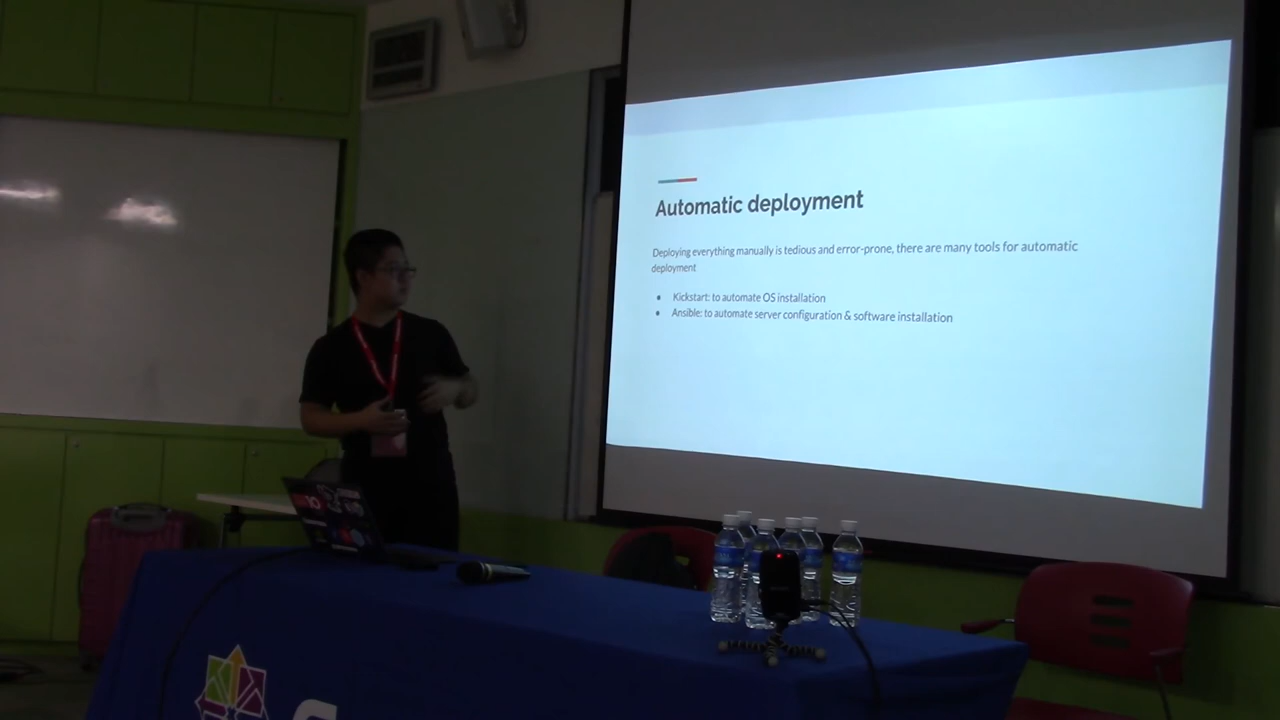 Automatic deployment
Deploying everything manually is tedious and error-prone, there are many tools for automatic
deployment
• Kickstart: to automate OS installation
• Ansible: to automate server configuration & software installation